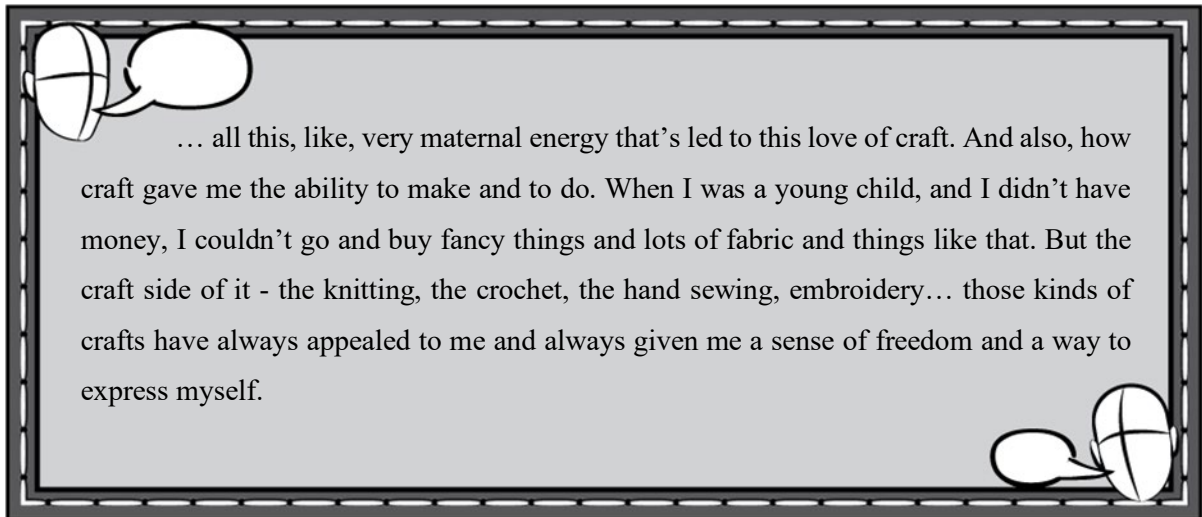 … all this, like, very maternal energy that’s led to this love of craft. And also, how
craft gave me the ability to make and to do. When I was a young child, and I didn’t have
money, I couldn’t go and buy fancy things and lots of fabric and things like that. But the
craft side of it - the knitting, the crochet, the hand sewing, embroidery… those kinds of
crafts have always appealed to me and always given me a sense of freedom and a way to
express myself.